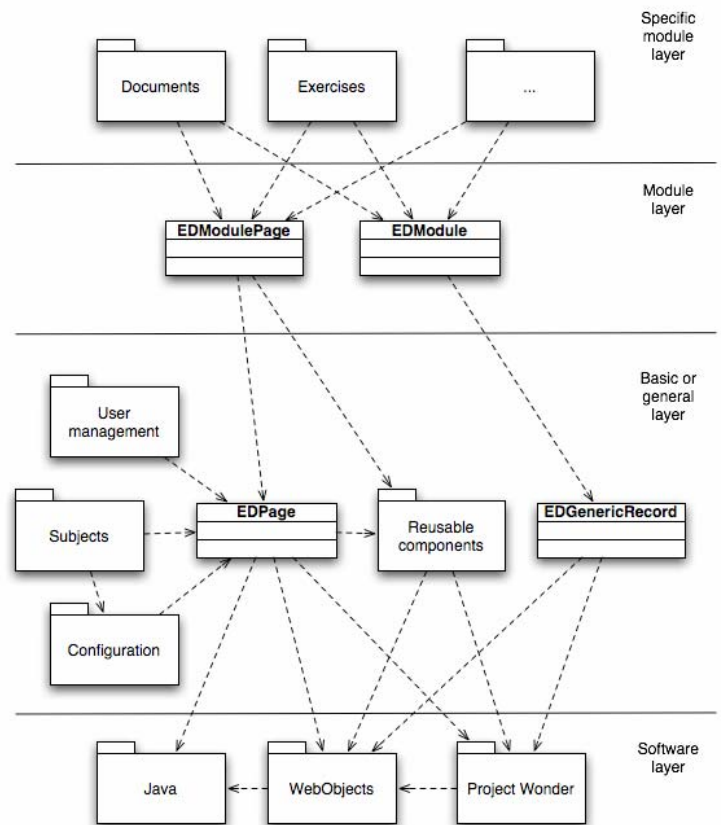 Specific
module
layer
Documents
Exercises
...
Module
layer
EDModulePage
EDModule
Basic or
general
layer
User
management
EDPage
Reusable
components
EDGenericRecord
Subjects
Configuration
Software
layer
Java
WebObjects
Project Wonder